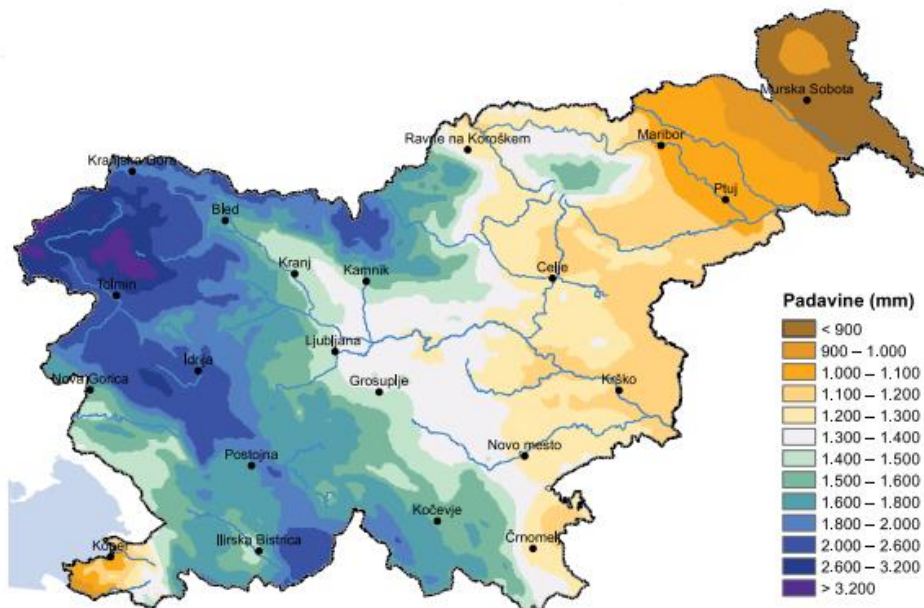 Murska Sobota
Ravne na Koroškem
Maribor
Kranjska Gora
Ptuj
Bled
Kranj
Kamnik
Celje
Tolmin
Ljubljana
Idrija
Nova Gorica
Grosuplje
Krško
Novo mesto
Postojna
Kočevje
Ilirska Bistrica
Koper
Črnomelj
Padavine (mm)
< 900
900 – 1.000
1.000 – 1.100
1.100 – 1.200
1.200 – 1.300
1.300 – 1.400
1.400 – 1.500
1.500 – 1.600
1.600 – 1.800
1.800 – 2.000
2.000 – 2.600
2.600 – 3.200
> 3.200